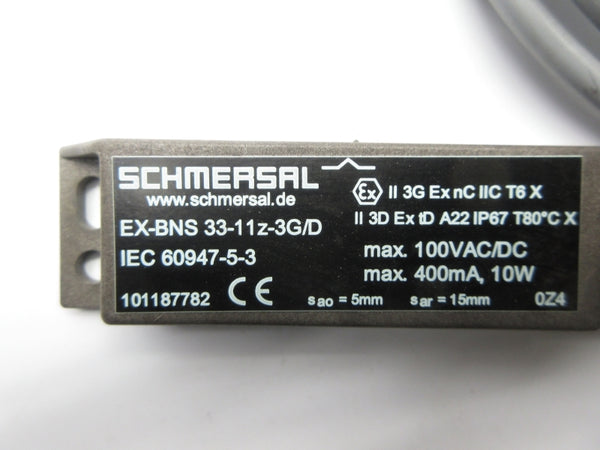 SCHMERSAL
www.schmersal.de
EX-BNS 33-11z-3G/D
IEC 60947-5-3
101187782 CE
Ex II 3G Ex nC IIC T6 X
II 3D Ex tD A22 IP67 T80°C X
max. 100VAC/DC
max. 400mA, 10W
sao = 5mm sar = 15mm 0Z4